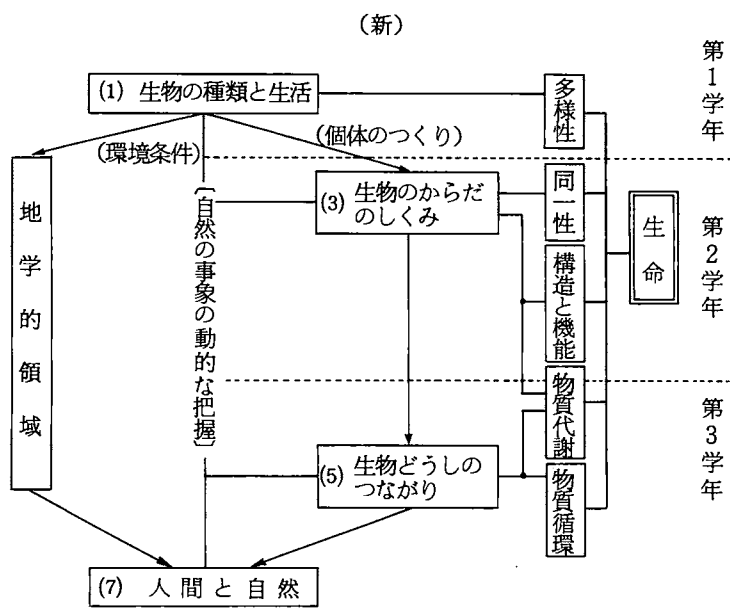 (新)
第1学年
(1) 生物の種類と生活
多様性
(環境条件)
(個体のつくり)
地学的領域
〔自然の事象の動的な把握〕
(3) 生物のからだ
のしくみ
同一性
構造と機能
生命
第2学年
物質代謝
第3学年
(5) 生物どうしの
つながり
物質循環
(7) 人間と自然